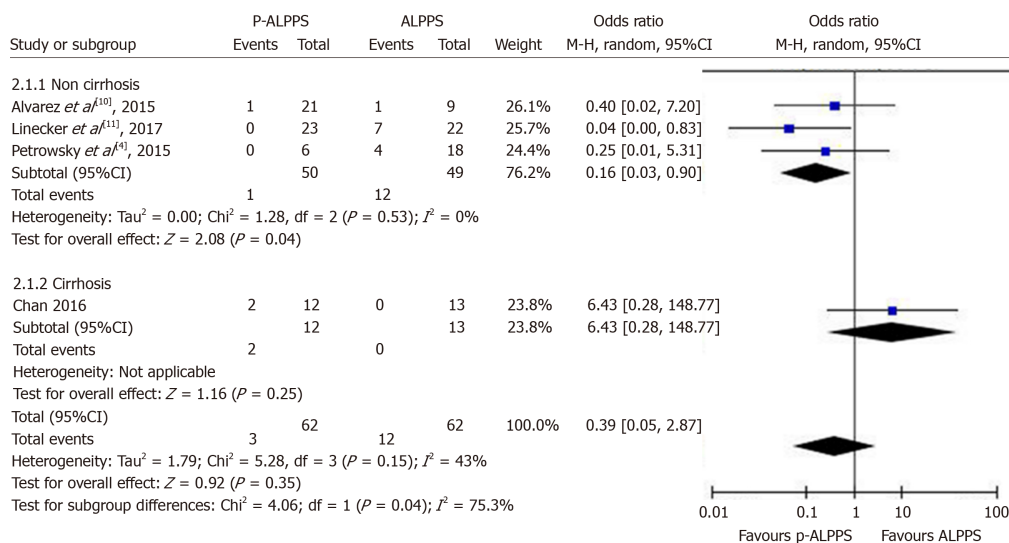 P-ALPPS ALPPS Odds ratio Odds ratio
Study or subgroup Events Total Events Total Weight M-H, random, 95%CI M-H, random, 95%CI
2.1.1 Non cirrhosis
Alvarez et al[10], 2015 1 21 1 9 26.1% 0.40 [0.02, 7.20]
Linecker et al[11], 2017 0 23 7 22 25.7% 0.04 [0.00, 0.83]
Petrowsky et al[4], 2015 0 6 4 18 24.4% 0.25 [0.01, 5.31]
Subtotal (95%CI) 50 49 76.2% 0.16 [0.03, 0.90]
Total events 1 12
Heterogeneity: Tau² = 0.00; Chi² = 1.28, df = 2 (P = 0.53); I² = 0%
Test for overall effect: Z = 2.08 (P = 0.04)
2.1.2 Cirrhosis
Chan 2016 2 12 0 13 23.8% 6.43 [0.28, 148.77]
Subtotal (95%CI) 12 13 23.8% 6.43 [0.28, 148.77]
Total events 2 0
Heterogeneity: Not applicable
Test for overall effect: Z = 1.16 (P = 0.25)
Total (95%CI) 62 62 100.0% 0.39 [0.05, 2.87]
Total events 3 12
Heterogeneity: Tau² = 1.79; Chi² = 5.28, df = 3 (P = 0.15); I² = 43%
Test for overall effect: Z = 0.92 (P = 0.35)
Test for subgroup differences: Chi² = 4.06; df = 1 (P = 0.04); I² = 75.3%
0.01 0.1 1 10 100
Favours p-ALPPS Favours ALPPS